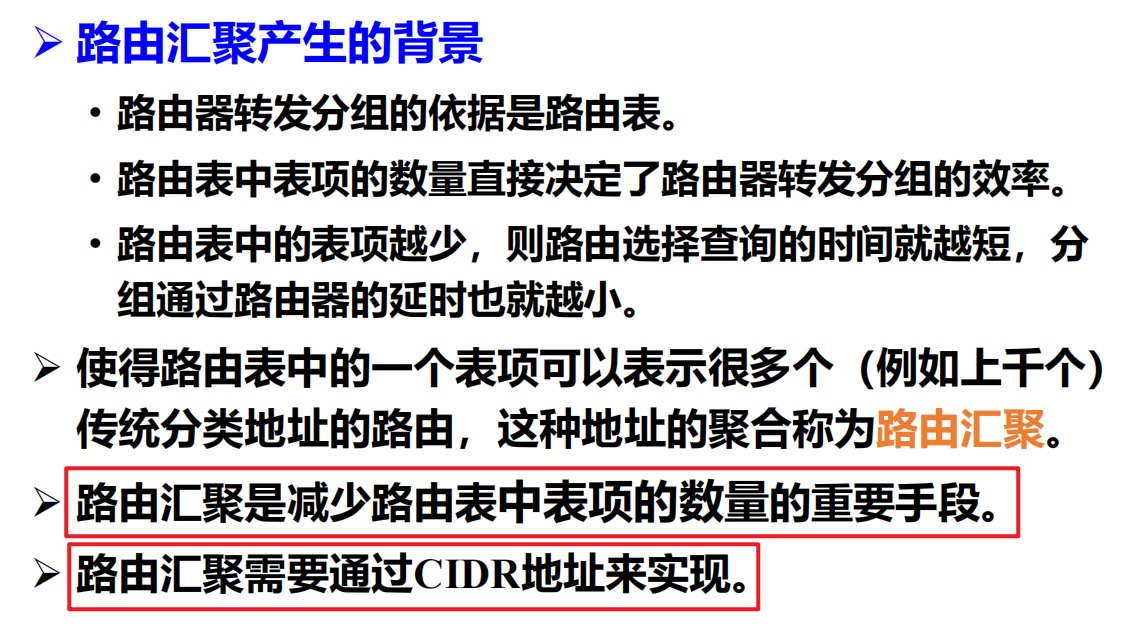 ➢ 路由汇聚产生的背景
• 路由器转发分组的依据是路由表。
• 路由表中表项的数量直接决定了路由器转发分组的效率。
• 路由表中的表项越少，则路由选择查询的时间就越短，分
组通过路由器的延时也就越小。
➢ 使得路由表中的一个表项可以表示很多个（例如上千个）
传统分类地址的路由，这种地址的聚合称为路由汇聚。
➢ 路由汇聚是减少路由表中表项的数量的重要手段。
➢ 路由汇聚需要通过CIDR地址来实现。